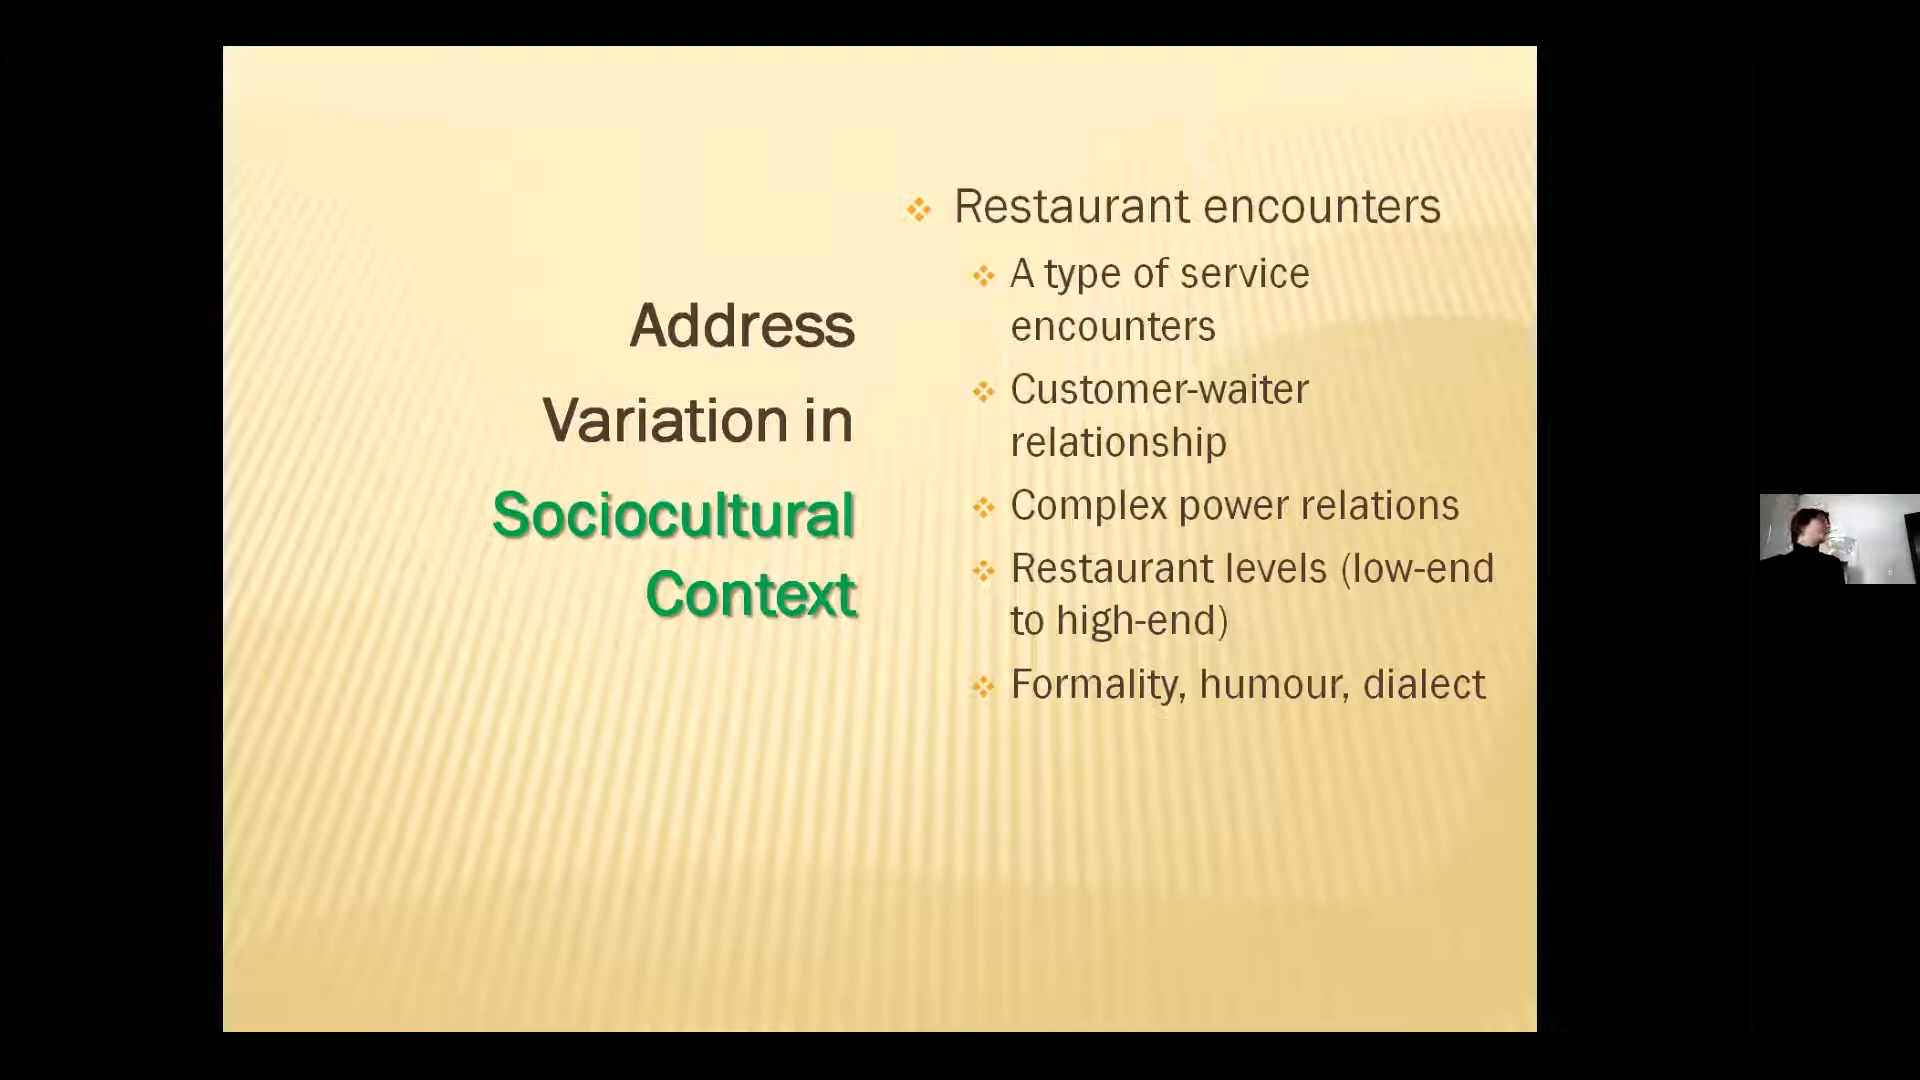 Address
Variation in
Sociocultural
Context
Restaurant encounters
A type of service
encounters
Customer-waiter
relationship
Complex power relations
Restaurant levels (low-end
to high-end)
Formality, humour, dialect